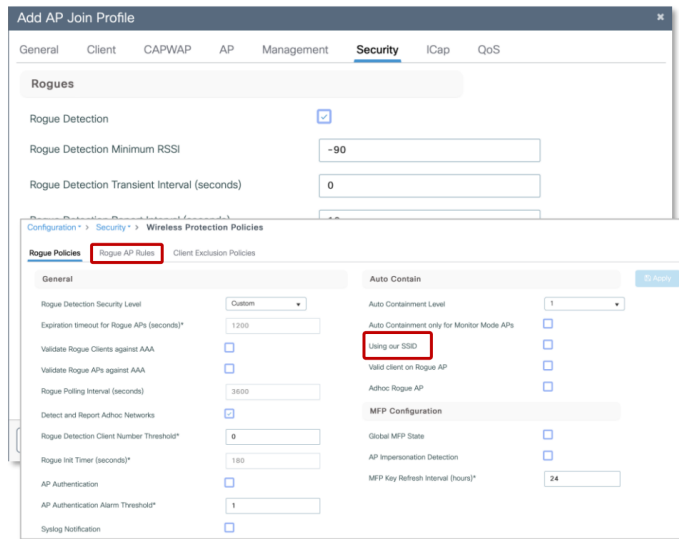 Add AP Join Profile
General Client CAPWAP AP Management Security ICap QoS
Rogues
Rogue Detection
Rogue Detection Minimum RSSI -90
Rogue Detection Transient Interval (seconds) 0
Configuration > Security > Wireless Protection Policies
Rogue Policies Rogue AP Rules Client Exclusion Policies
General
Rogue Detection Security Level Custom
Expiration timeout for Rogue APs (seconds)* 1200
Validate Rogue Clients against AAA
Validate Rogue APs against AAA
Rogue Polling Interval (seconds) 3600
Detect and Report Adhoc Networks
Rogue Detection Client Number Threshold* 0
Rogue Init Timer (seconds)* 180
AP Authentication
AP Authentication Alarm Threshold* 1
Syslog Notification
Auto Contain
Apply
Auto Containment Level 1
Auto Containment only for Monitor Mode APs
Using our SSID
Valid client on Rogue AP
Adhoc Rogue AP
MFP Configuration
Global MFP State
AP Impersonation Detection
MFP Key Refresh Interval (hours)* 24